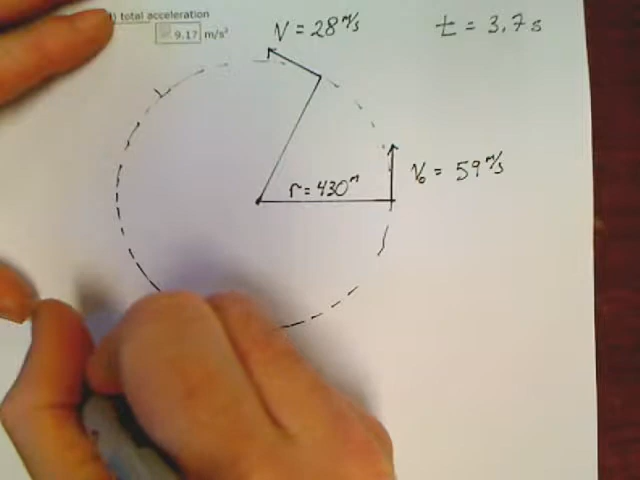 total acceleration
9.17 m/s²
V = 28 m/s
t = 3.7 s
r = 430 m
V₀ = 59 m/s